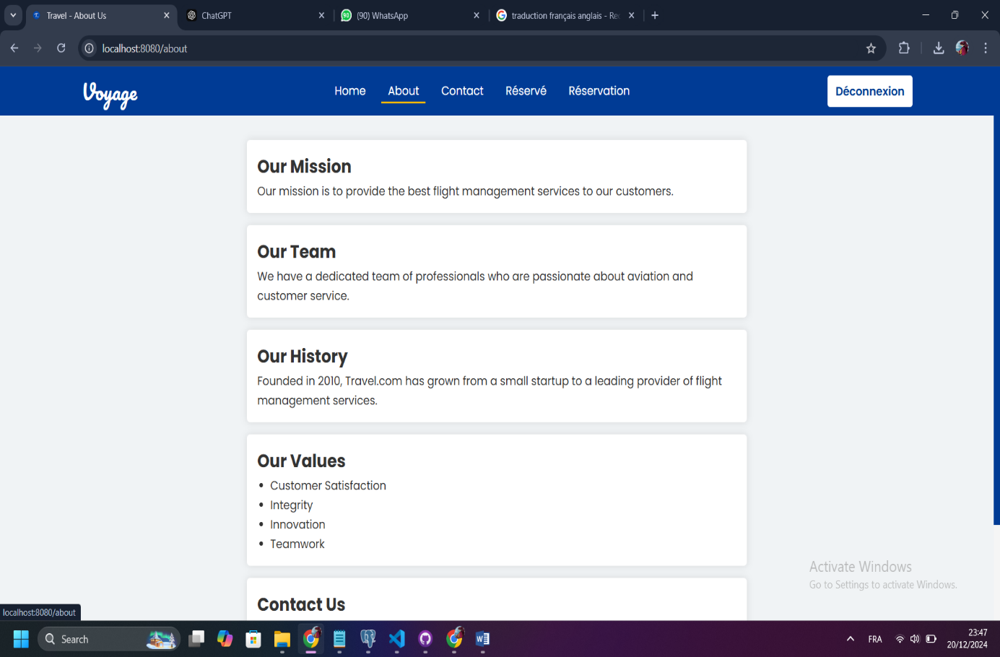 Travel - About Us
ChatGPT
(90) WhatsApp
traduction français anglais - Re
localhost:8080/about
Voyage
Home
About
Contact
Réservé
Réservation
Déconnexion
Our Mission
Our mission is to provide the best flight management services to our customers.
Our Team
We have a dedicated team of professionals who are passionate about aviation and
customer service.
Our History
Founded in 2010, Travel.com has grown from a small startup to a leading provider of flight
management services.
Our Values
Customer Satisfaction
Integrity
Innovation
Teamwork
Contact Us
Activate Windows
Go to Settings to activate Windows.
localhost:8080/about
Search
FRA
23:47
20/12/2024